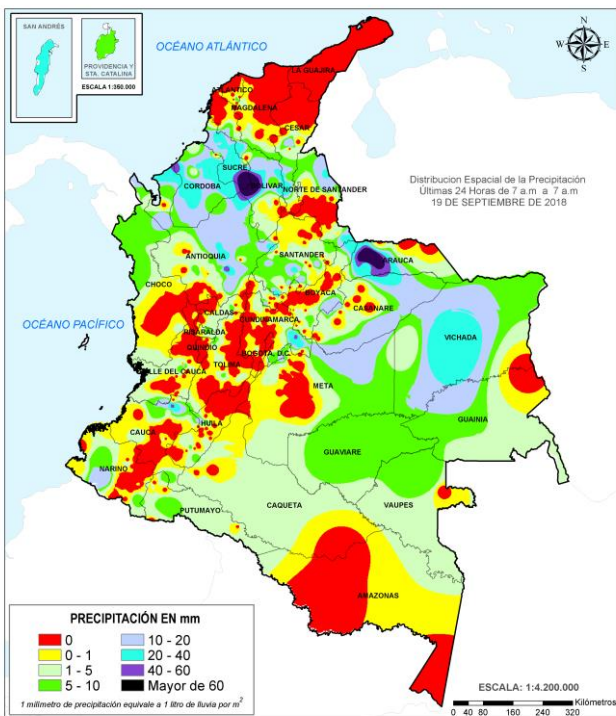 SAN ANDRÉS
PROVIDENCIA Y
STA. CATALINA
ESCALA 1:350.000
OCÉANO ATLÁNTICO
N
W E
S
LA GUAJIRA
ATLANTICO
MAGDALENA
CESAR
SUCRE
CORDOBA
BOLIVAR
NORTE DE SANTANDER
Distribucion Espacial de la Precipitación
Últimas 24 Horas de 7 a.m a 7 a.m
19 DE SEPTIEMBRE DE 2018
ANTIOQUIA
SANTANDER
ARAUCA
CHOCO
BOYACA
CASANARE
OCÉANO PACÍFICO
CALDAS
CUNDINAMARCA
RISARALDA
VICHADA
QUINDIO
BOGOTA, D.C.
TOLIMA
VALLE DEL CAUCA
META
GUAINIA
HUILA
CAUCA
GUAVIARE
NARIÑO
CAQUETA
VAUPES
PUTUMAYO
AMAZONAS
PRECIPITACIÓN EN mm
0
10 - 20
0 - 1
20 - 40
1 - 5
40 - 60
5 - 10
Mayor de 60
1 milimetro de precipitación equivale a 1 litro de lluvia por m²
ESCALA: 1:4.200.000
Kilómetros
0 40 80 160 240 320